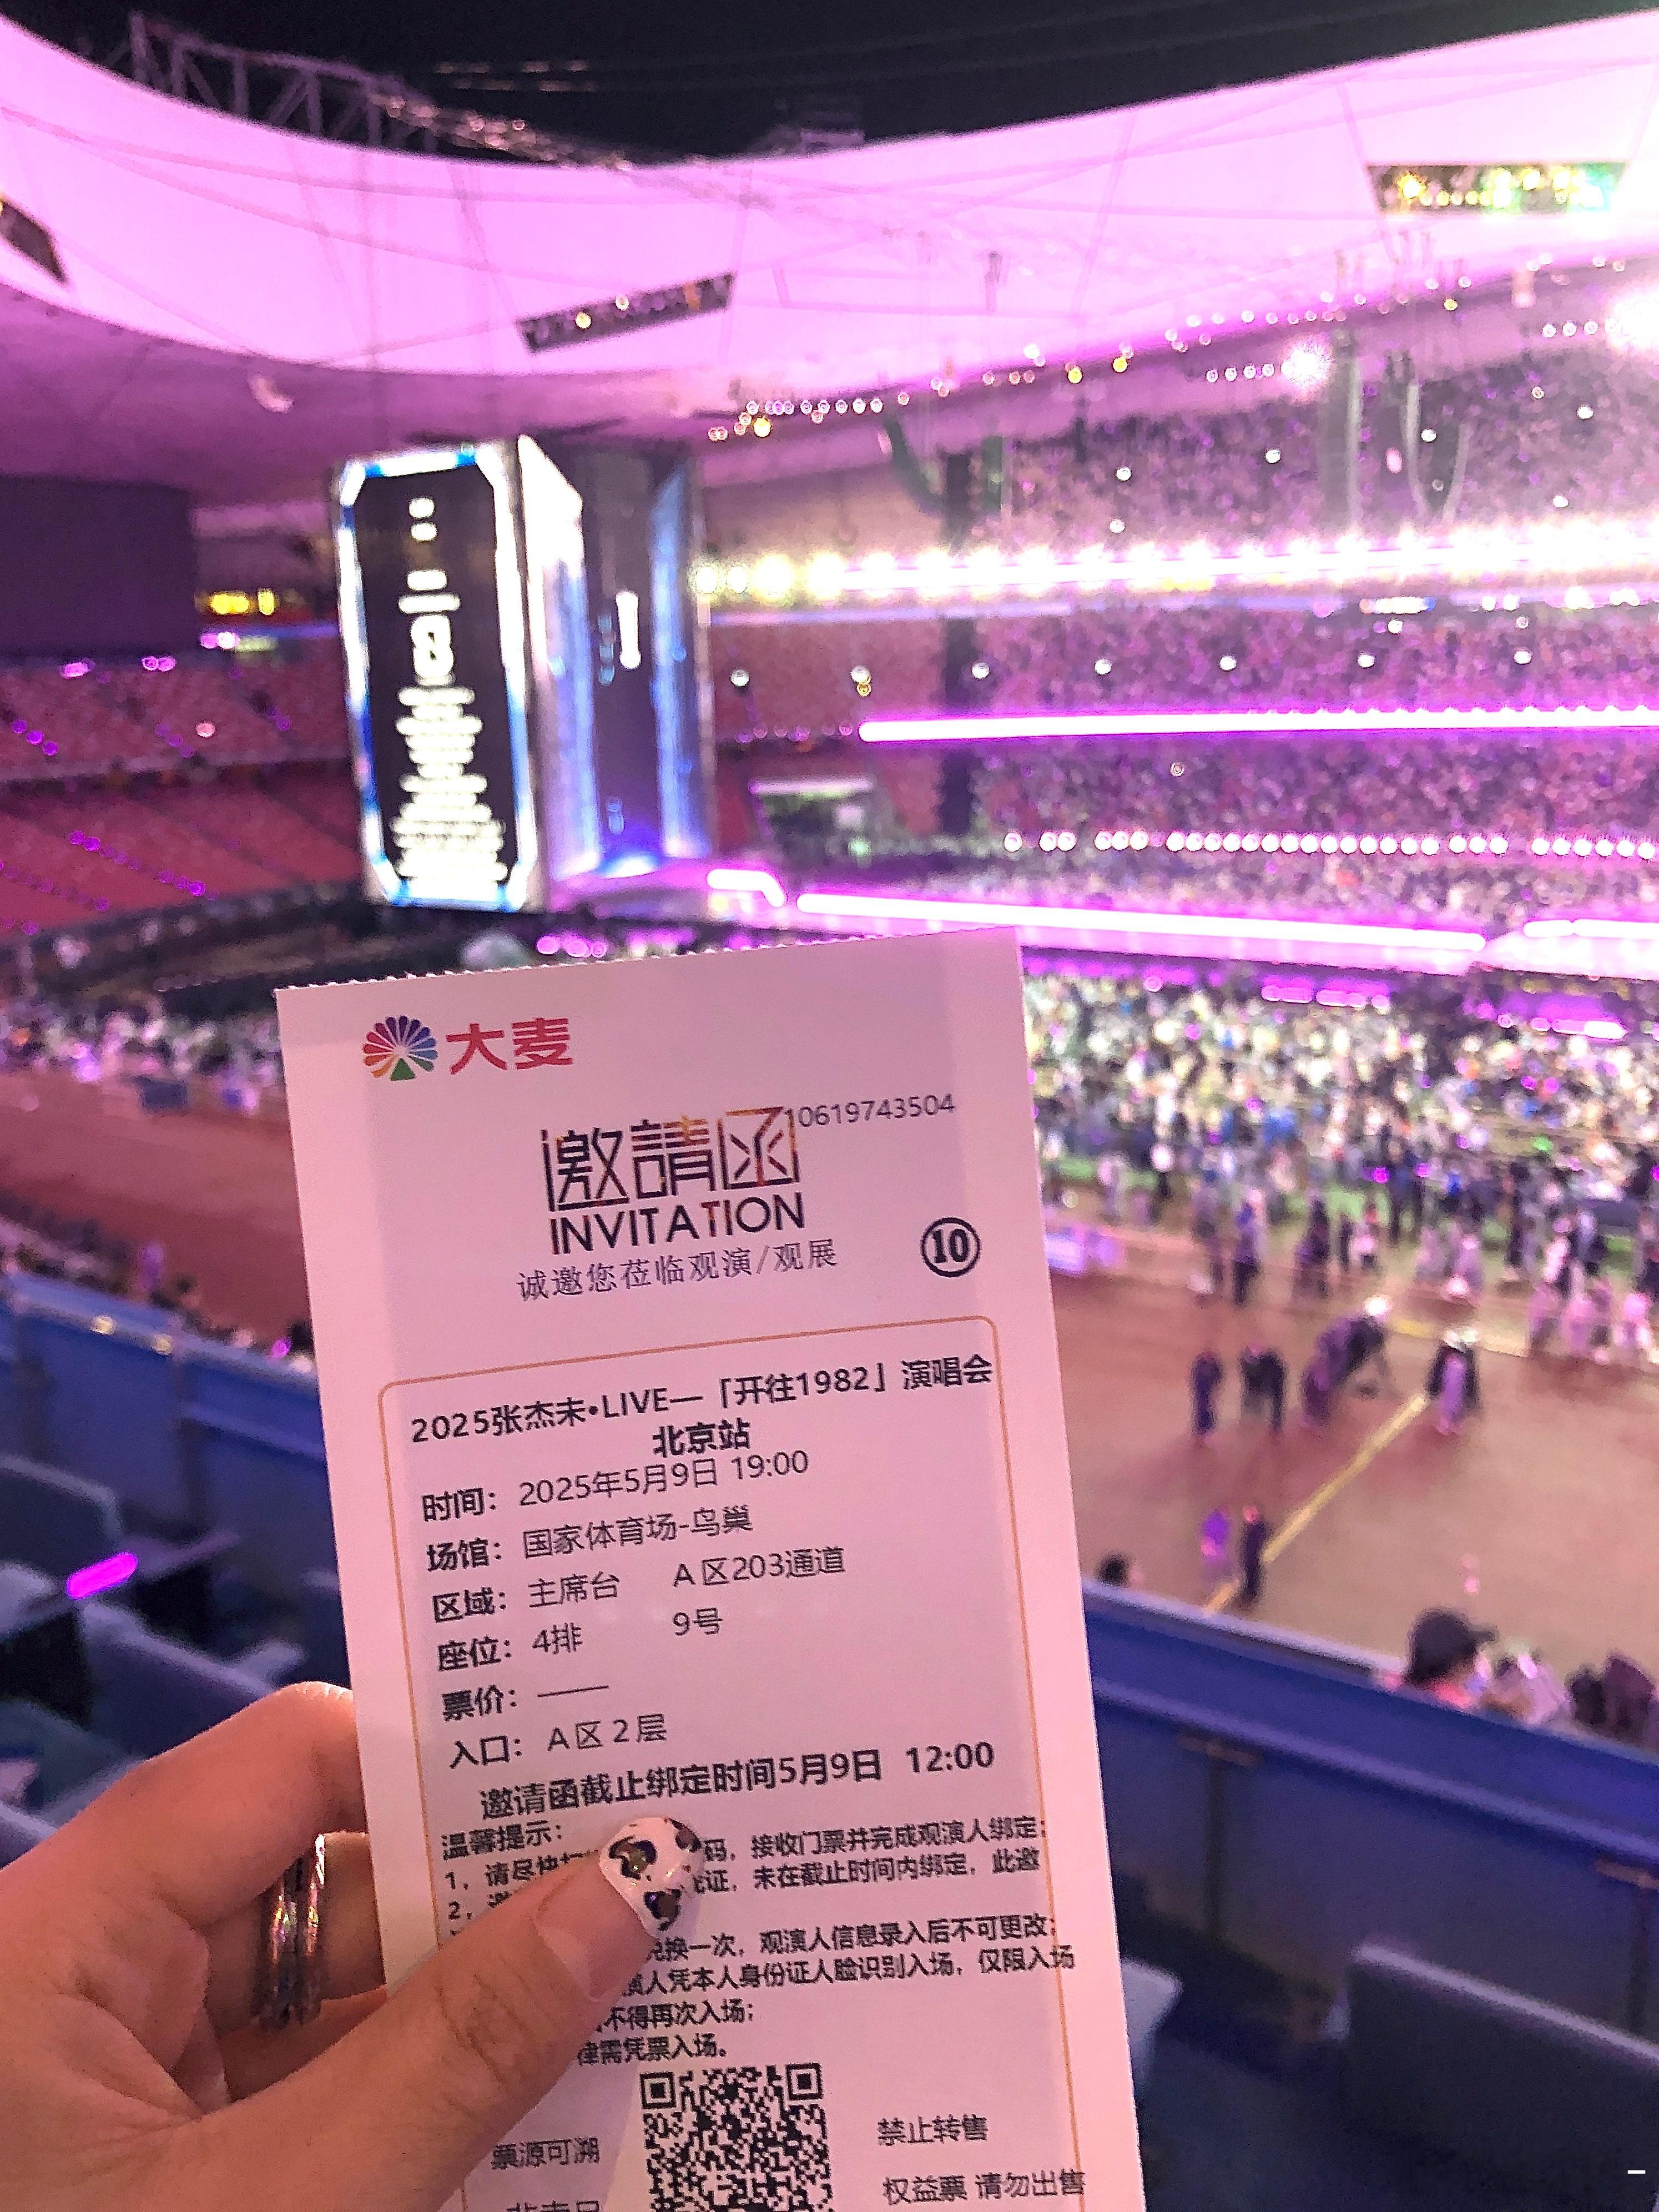 大麦
10619743504
邀請函
INVITATION
诚邀您莅临观演/观展
⑩
2025张杰未•LIVE—「开往1982」演唱会
北京站
时间：2025年5月9日 19:00
场馆：国家体育场-鸟巢
区域：主席台 A区203通道
座位：4排 9号
票价：——
入口：A区2层
邀请函截止绑定时间5月9日 12:00
温馨提示：
1，请尽快 码，接收门票并完成观演人绑定；
2， 证，未在截止时间内绑定，此邀
兑换一次，观演人信息录入后不可更改；
演人凭本人身份证人脸识别入场，仅限入场
不得再次入场；
律需凭票入场。
票源可溯 禁止转售
权益票 请勿出售